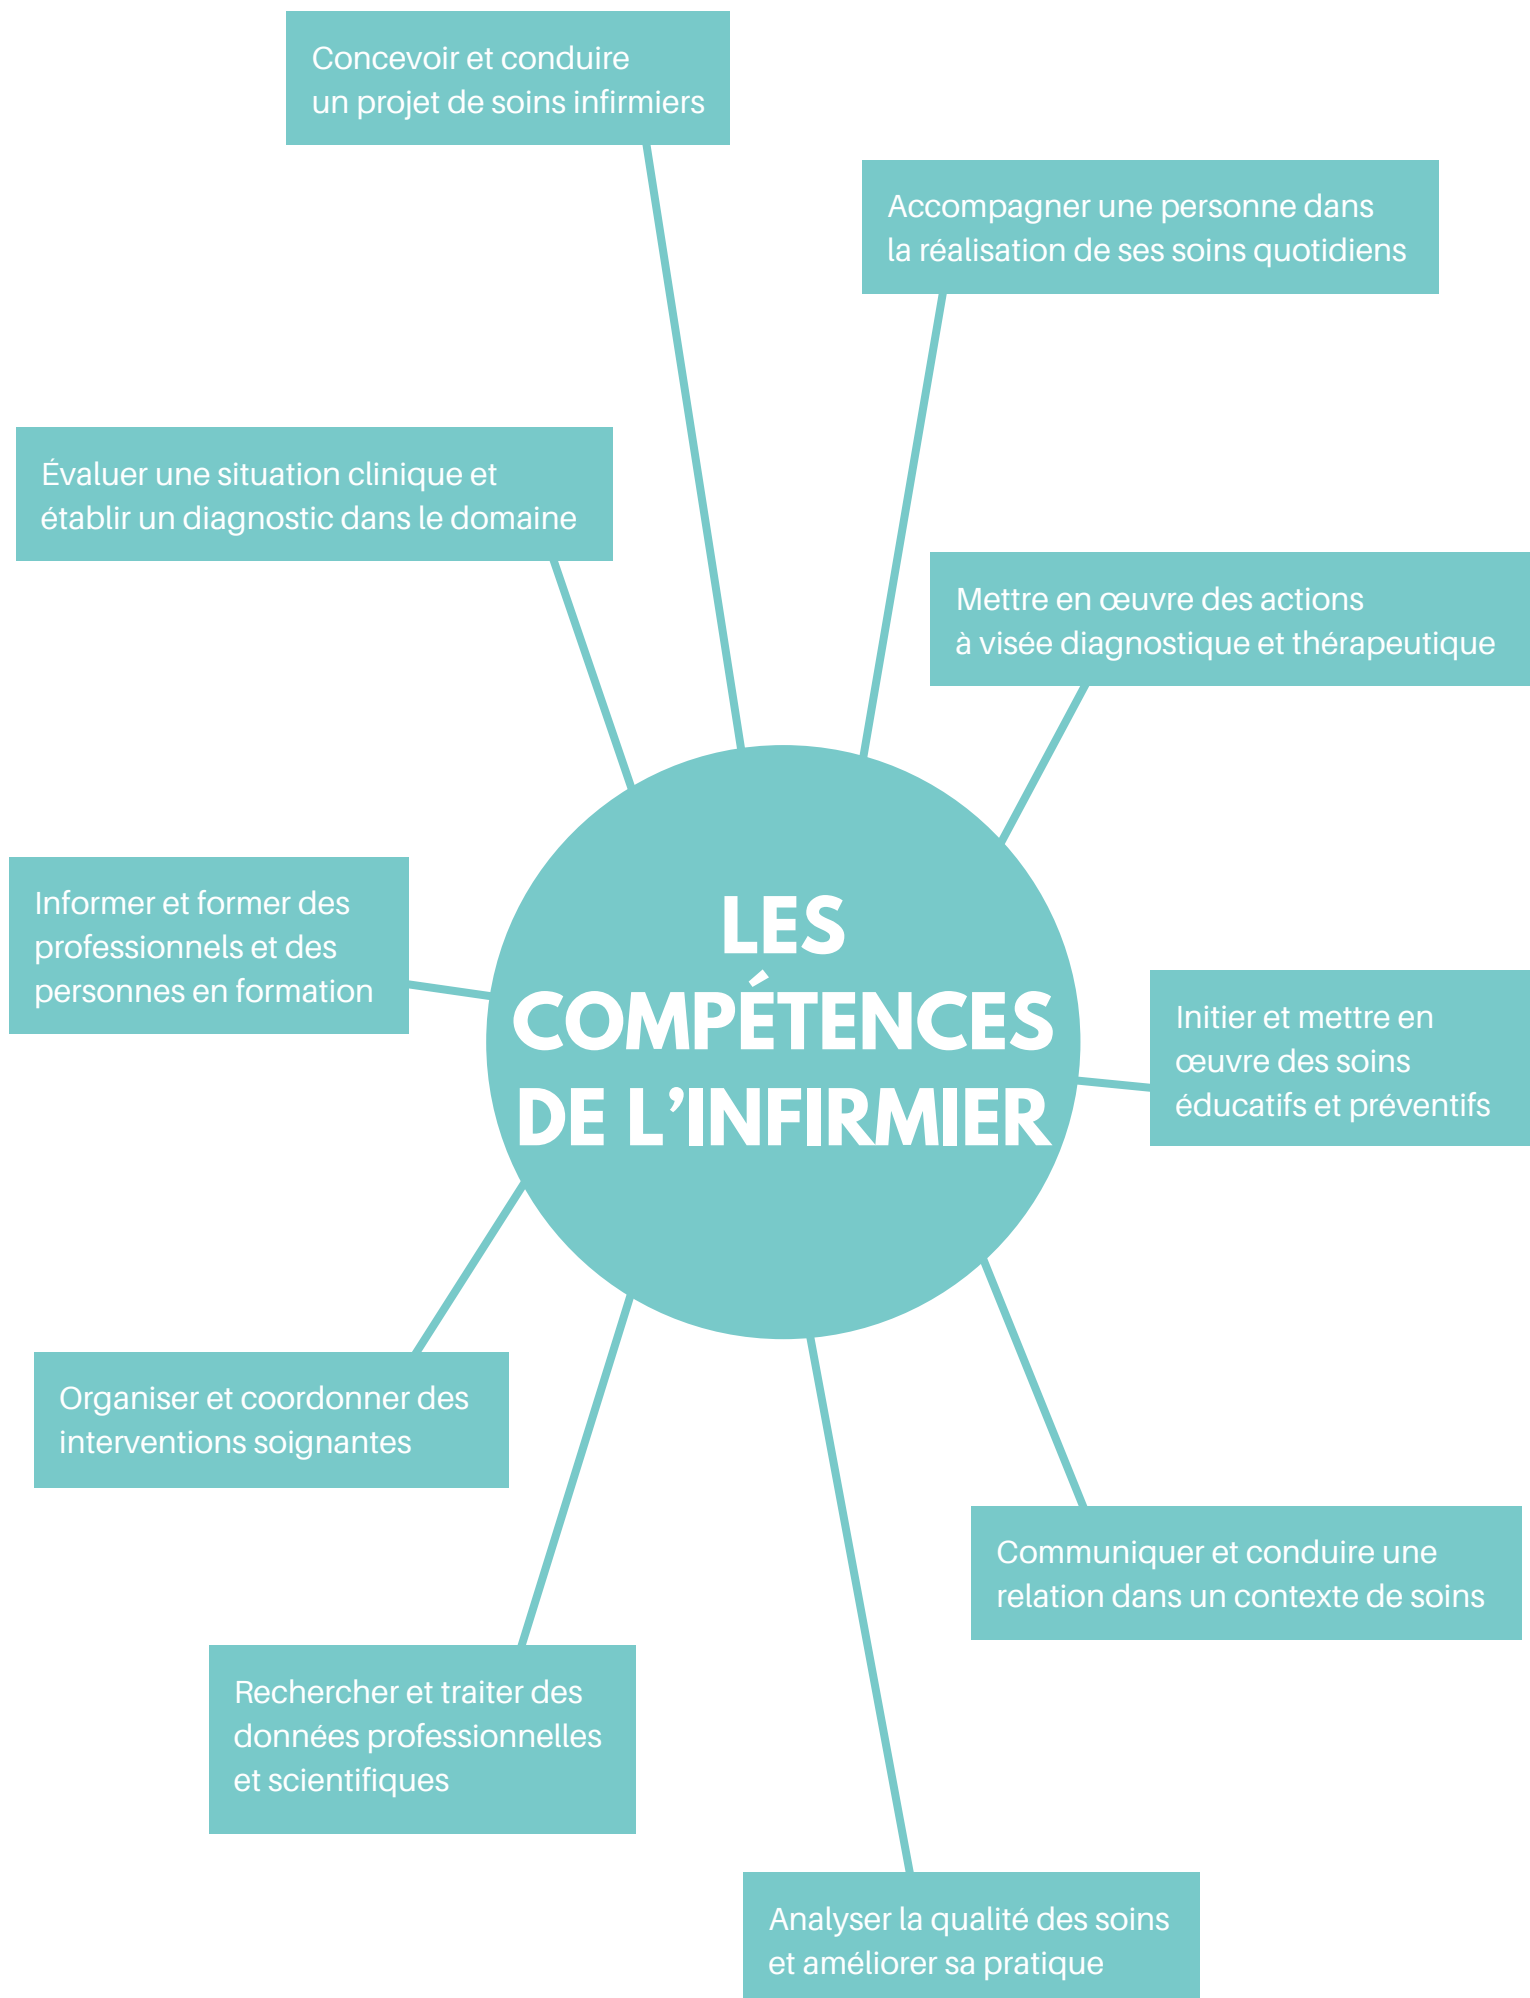 Concevoir et conduire
un projet de soins infirmiers
Accompagner une personne dans
la réalisation de ses soins quotidiens
Évaluer une situation clinique et
établir un diagnostic dans le domaine
Mettre en œuvre des actions
à visée diagnostique et thérapeutique
Informer et former des
professionnels et des
personnes en formation
LES
COMPÉTENCES
DE L’INFIRMIER
Initier et mettre en
œuvre des soins
éducatifs et préventifs
Organiser et coordonner des
interventions soignantes
Communiquer et conduire une
relation dans un contexte de soins
Rechercher et traiter des
données professionnelles
et scientifiques
Analyser la qualité des soins
et améliorer sa pratique